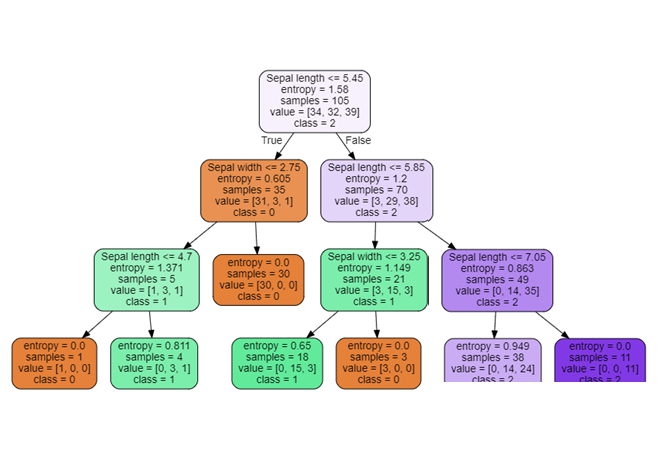 Sepal length <= 5.45
entropy = 1.58
samples = 105
value = [34, 32, 39]
class = 2
True
False
Sepal width <= 2.75
entropy = 0.605
samples = 35
value = [31, 3, 1]
class = 0
Sepal length <= 5.85
entropy = 1.2
samples = 70
value = [3, 29, 38]
class = 2
Sepal length <= 4.7
entropy = 1.371
samples = 5
value = [1, 3, 1]
class = 1
entropy = 0.0
samples = 30
value = [30, 0, 0]
class = 0
Sepal width <= 3.25
entropy = 1.149
samples = 21
value = [3, 15, 3]
class = 1
Sepal length <= 7.05
entropy = 0.863
samples = 49
value = [0, 14, 35]
class = 2
entropy = 0.0
samples = 1
value = [1, 0, 0]
class = 0
entropy = 0.811
samples = 4
value = [0, 3, 1]
class = 1
entropy = 0.65
samples = 18
value = [0, 15, 3]
class = 1
entropy = 0.0
samples = 3
value = [3, 0, 0]
class = 0
entropy = 0.949
samples = 38
value = [0, 14, 24]
class = 2
entropy = 0.0
samples = 11
value = [0, 0, 11]
class = 2